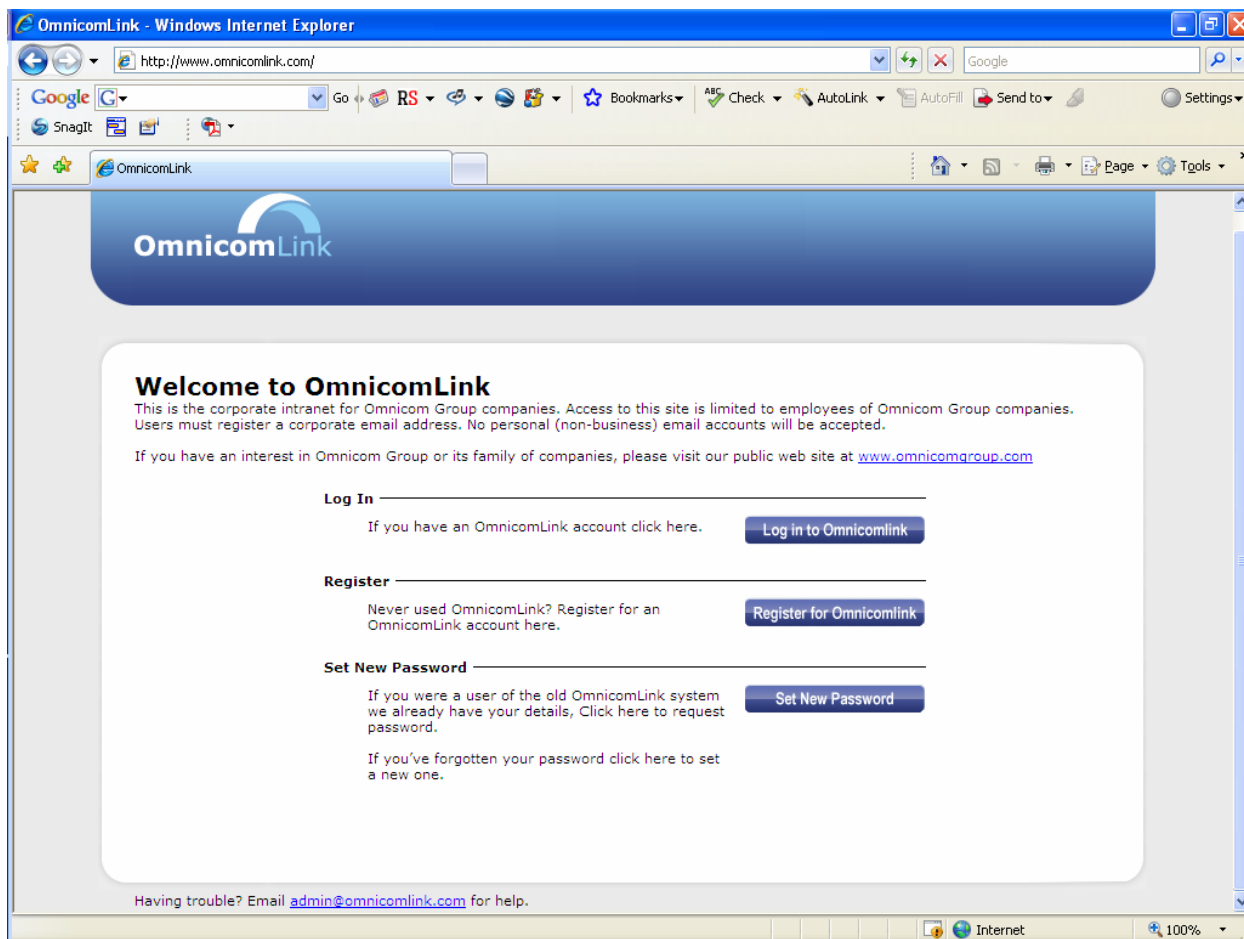 OmnicomLink - Windows Internet Explorer
http://www.omnicomlink.com/
Google
Google G Go RS Bookmarks ABC Check AutoLink AutoFill Send to Settings
SnagIt
OmnicomLink
Page Tools
OmnicomLink
Welcome to OmnicomLink
This is the corporate intranet for Omnicom Group companies. Access to this site is limited to employees of Omnicom Group companies.
Users must register a corporate email address. No personal (non-business) email accounts will be accepted.
If you have an interest in Omnicom Group or its family of companies, please visit our public web site at www.omnicomgroup.com
Log In
If you have an OmnicomLink account click here.
Log in to Omnicomlink
Register
Never used OmnicomLink? Register for an
OmnicomLink account here.
Register for Omnicomlink
Set New Password
If you were a user of the old OmnicomLink system
we already have your details, Click here to request
password.
Set New Password
If you've forgotten your password click here to set
a new one.
Having trouble? Email admin@omnicomlink.com for help.
Internet
100%